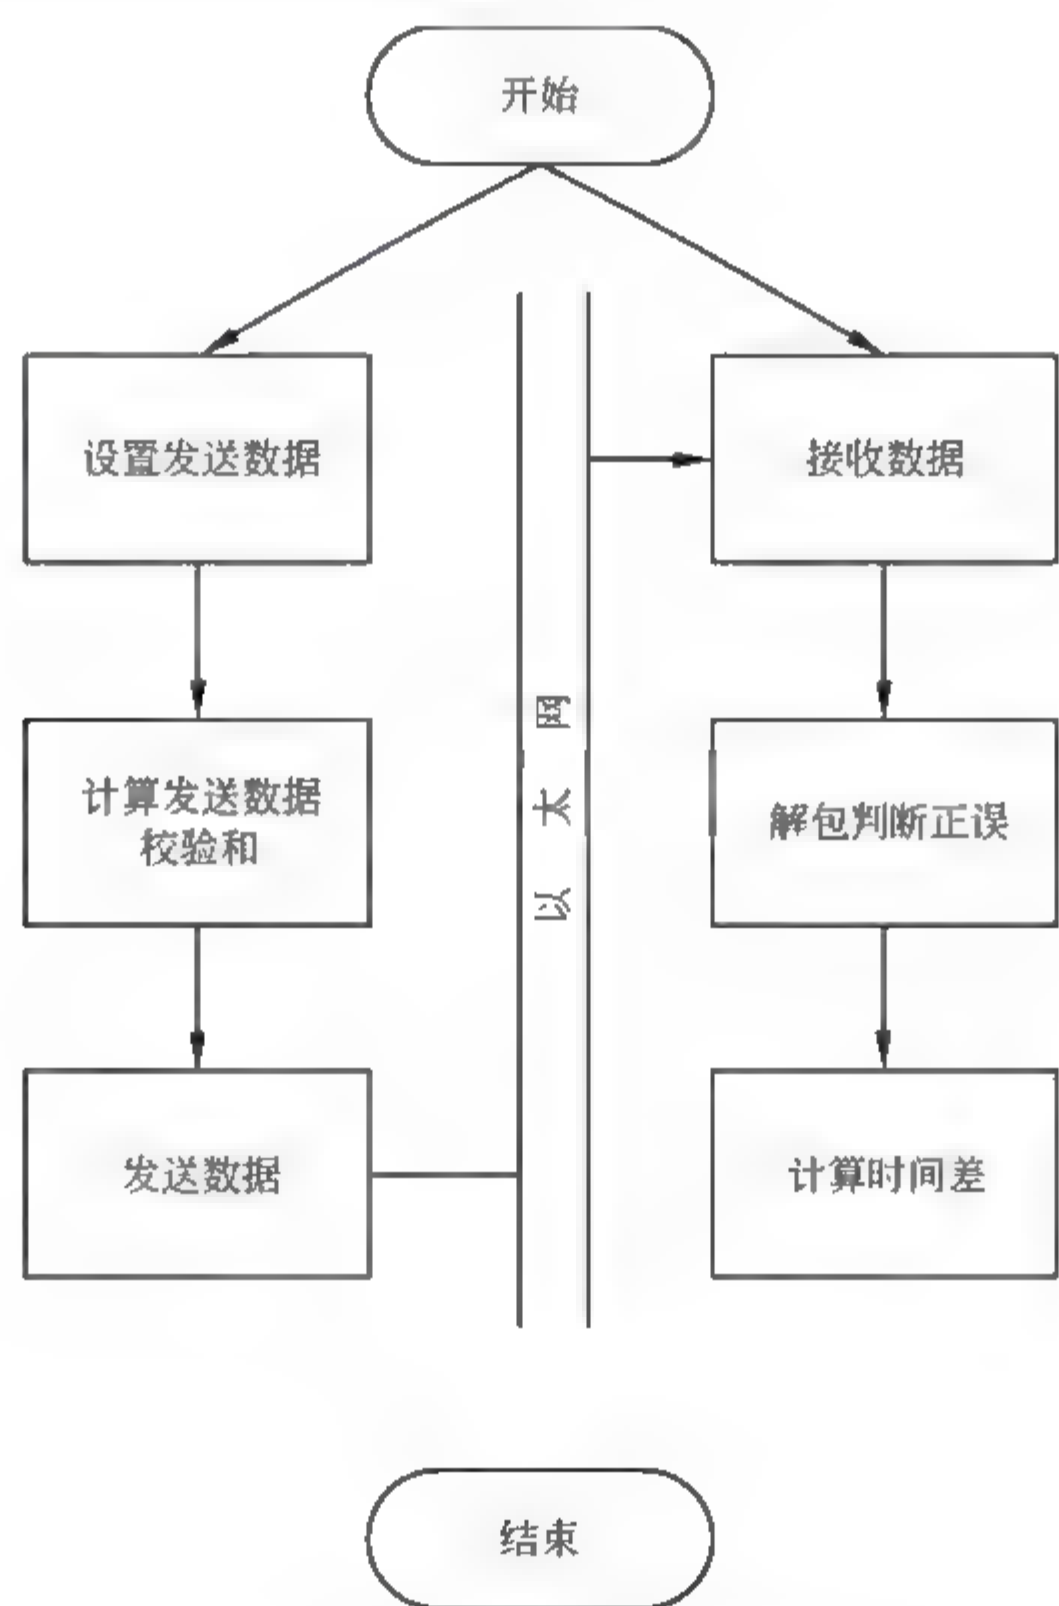 开始
设置发送数据
接收数据
计算发送数据
校验和
解包判断正误
以太网
发送数据
计算时间差
结束